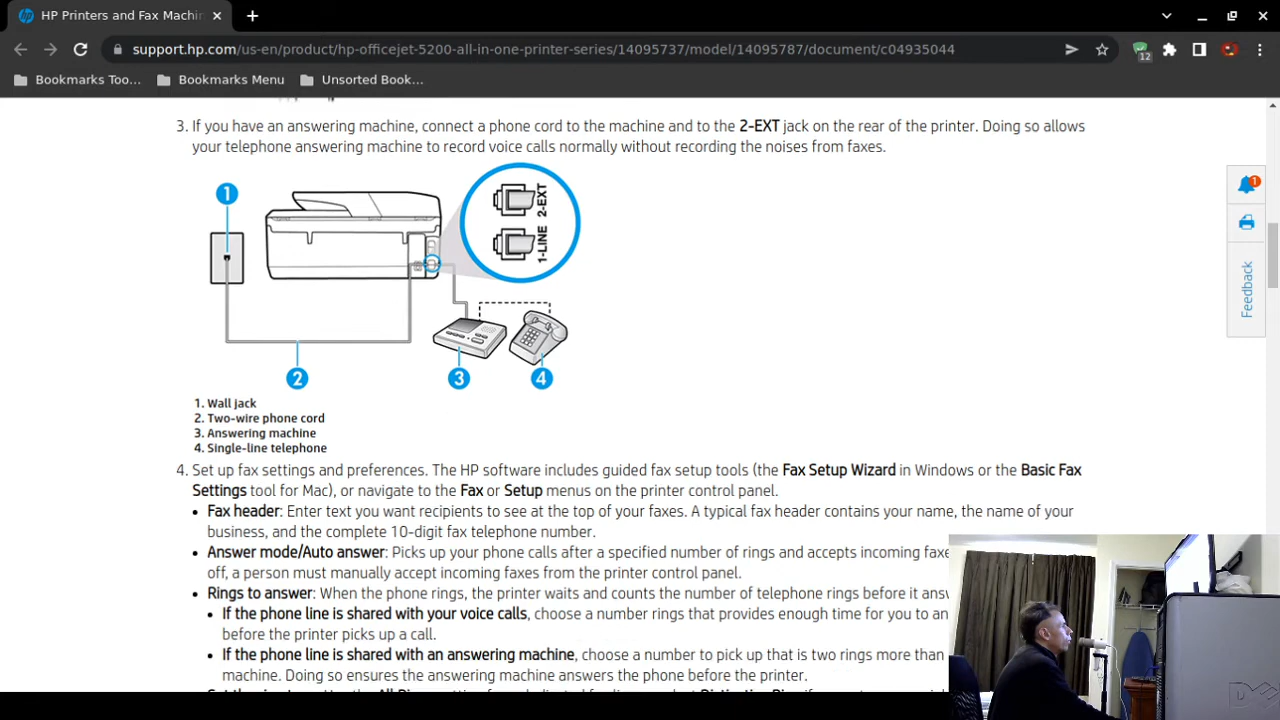 HP Printers and Fax Machin
support.hp.com/us-en/product/hp-officejet-5200-all-in-one-printer-series/14095737/model/14095787/document/c04935044
12
Bookmarks Too...
Bookmarks Menu
Unsorted Book...
3. If you have an answering machine, connect a phone cord to the machine and to the 2-EXT jack on the rear of the printer. Doing so allows
your telephone answering machine to record voice calls normally without recording the noises from faxes.
1
2-EXT
1-LINE
2
3
4
1. Wall jack
2. Two-wire phone cord
3. Answering machine
4. Single-line telephone
1
Feedback
4. Set up fax settings and preferences. The HP software includes guided fax setup tools (the Fax Setup Wizard in Windows or the Basic Fax
Settings tool for Mac), or navigate to the Fax or Setup menus on the printer control panel.
• Fax header: Enter text you want recipients to see at the top of your faxes. A typical fax header contains your name, the name of your
business, and the complete 10-digit fax telephone number.
• Answer mode/Auto answer: Picks up your phone calls after a specified number of rings and accepts incoming faxe
off, a person must manually accept incoming faxes from the printer control panel.
• Rings to answer: When the phone rings, the printer waits and counts the number of telephone rings before it answ
• If the phone line is shared with your voice calls, choose a number rings that provides enough time for you to an
before the printer picks up a call.
• If the phone line is shared with an answering machine, choose a number to pick up that is two rings more than
machine. Doing so ensures the answering machine answers the phone before the printer.
DELL